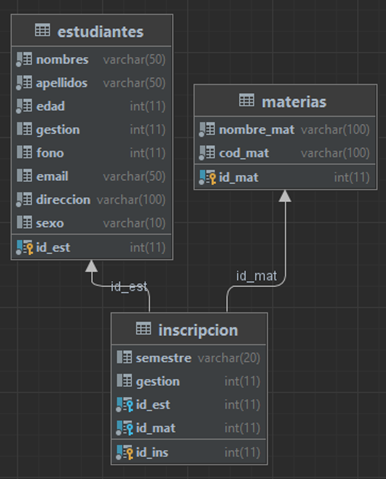 estudiantes
nombres varchar(50)
apellidos varchar(50)
edad int(11)
gestion int(11)
fono int(11)
email varchar(50)
direccion varchar(100)
sexo varchar(10)
id_est int(11)
materias
nombre_mat varchar(100)
cod_mat varchar(100)
id_mat int(11)
id_est
id_mat
inscripcion
semestre varchar(20)
gestion int(11)
id_est int(11)
id_mat int(11)
id_ins int(11)